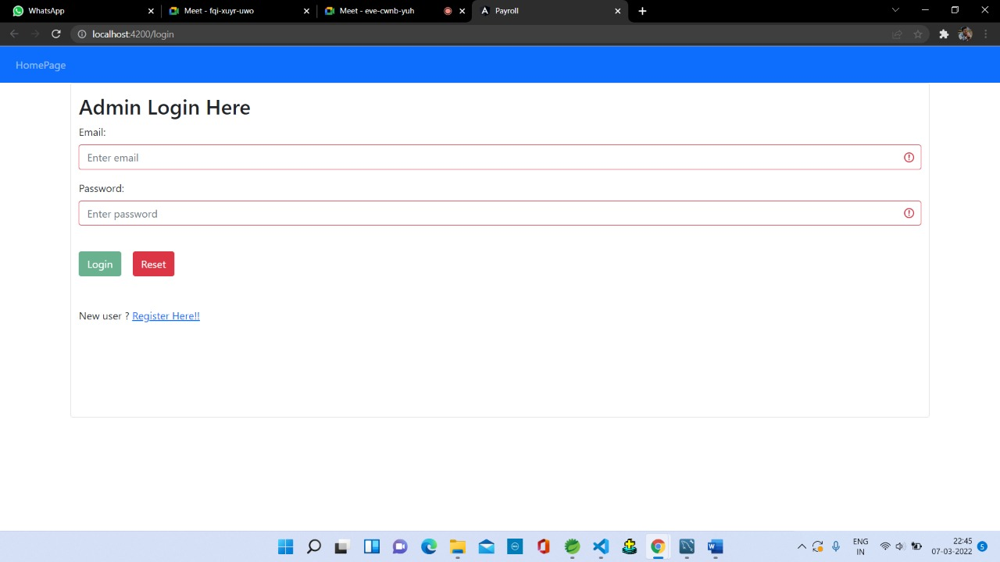 WhatsApp
Meet - fqi-xuyr-uwo
Meet - eve-cwnb-yuh
Payroll
localhost:4200/login
HomePage
Admin Login Here
Email:
Enter email
Password:
Enter password
Login Reset
New user ? Register Here!!
ENG
IN
22:45
07-03-2022
5